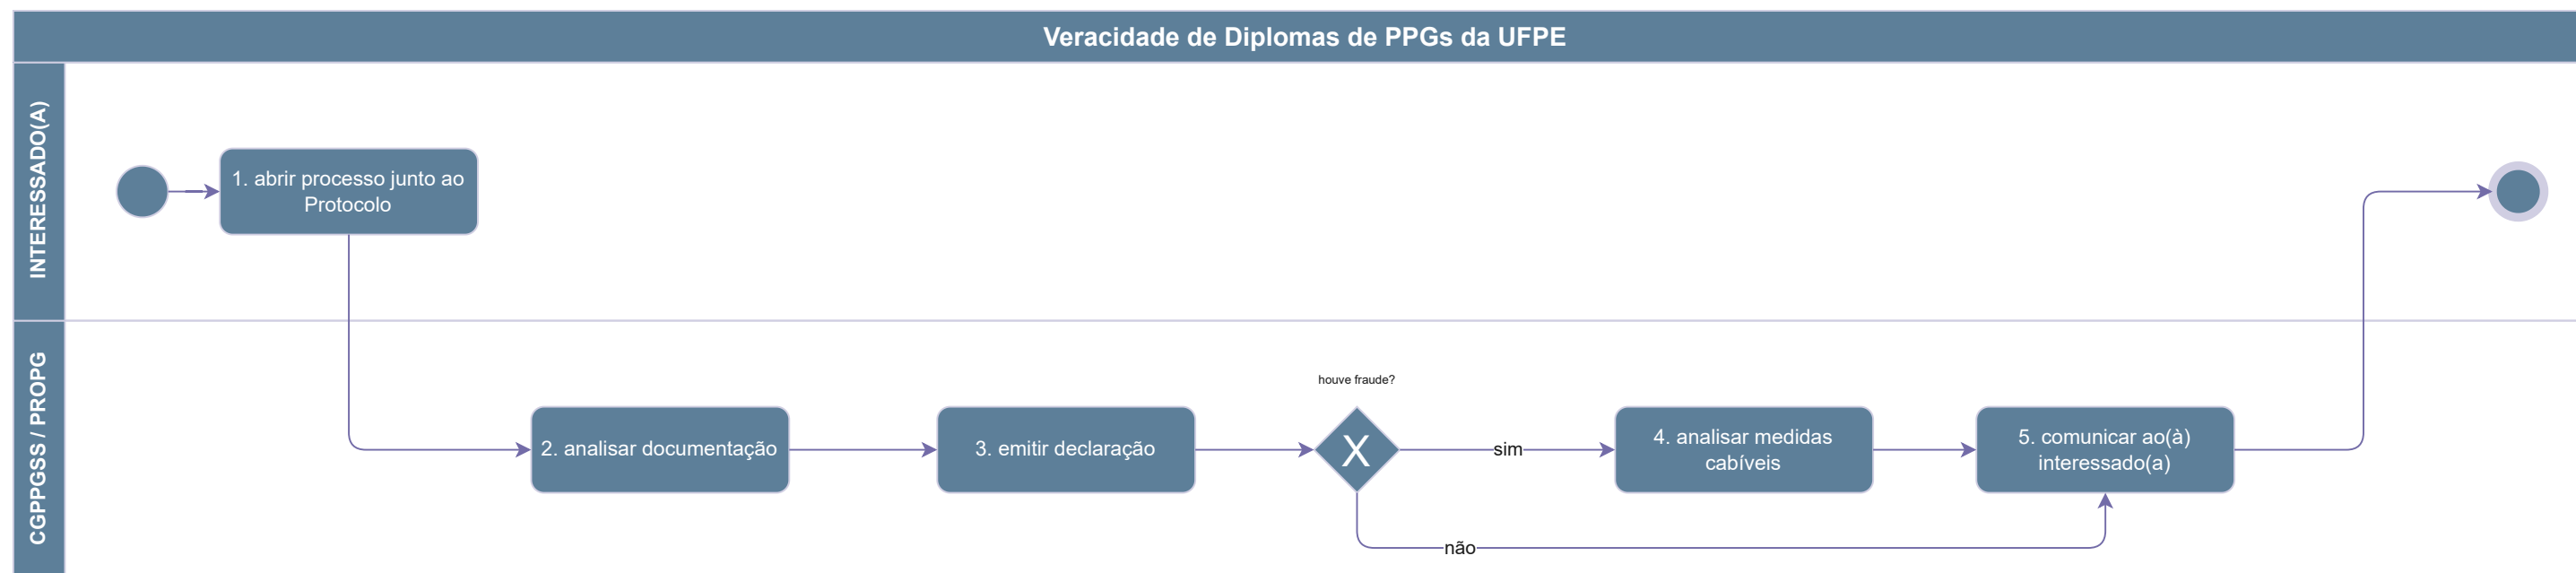 Veracidade de Diplomas de PPGs da UFPE
INTERESSADO(A)
1. abrir processo junto ao
Protocolo
CGPPGSS / PROPG
2. analisar documentação
3. emitir declaração
houve fraude?
X
sim
4. analisar medidas
cabíveis
5. comunicar ao(à)
interessado(a)
não